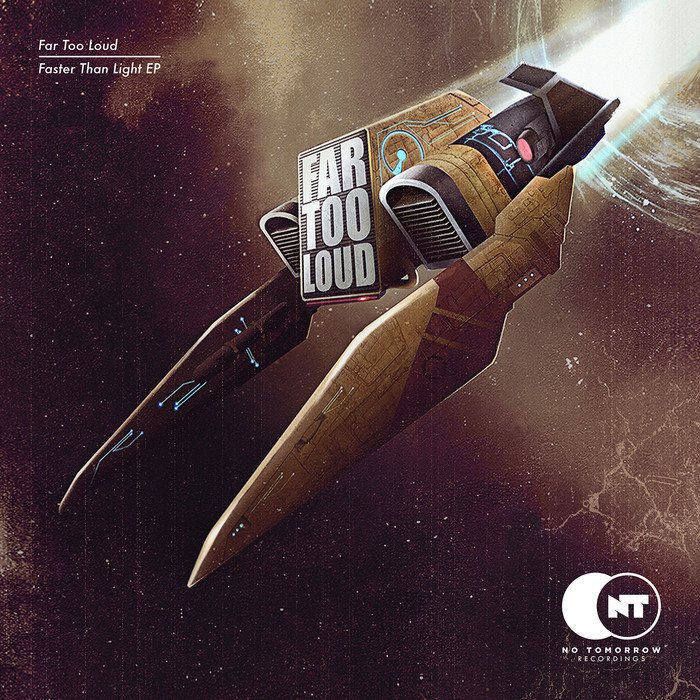 Far Too Loud
Faster Than Light EP
FAR
TOO
LOUD
NT
NO TOMORROW
RECORDINGS